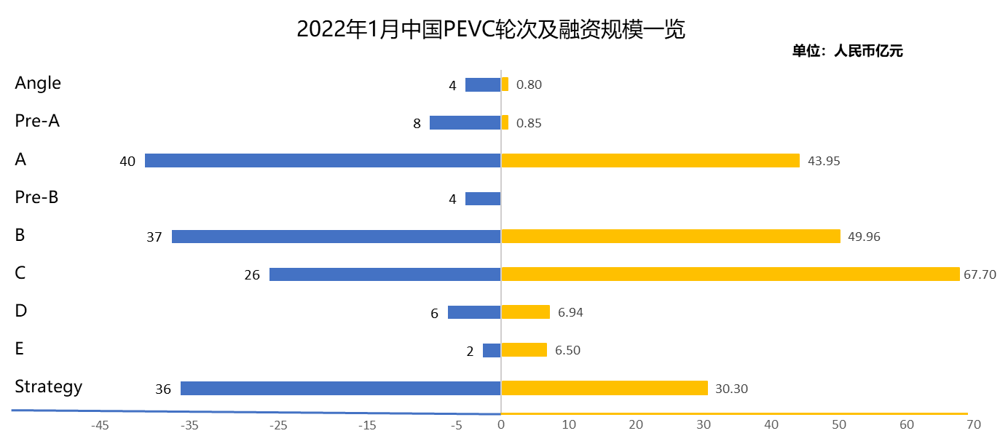 2022年1月中国PEVC轮次及融资规模一览
单位：人民币亿元
Angle 4 0.80
Pre-A 8 0.85
A 40 43.95
Pre-B 4
B 37 49.96
C 26 67.70
D 6 6.94
E 2 6.50
Strategy 36 30.30
-45 -35 -25 -15 -5 0 10 20 30 40 50 60 70